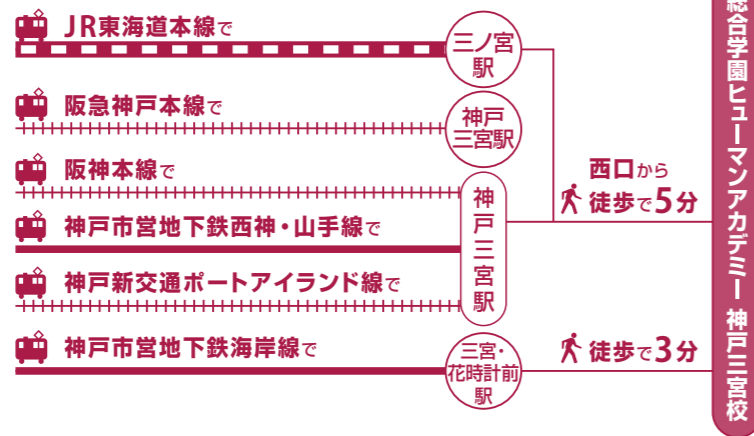 JR東海道本線で
三ノ宮
駅
阪急神戸本線で
神戸
三宮駅
阪神本線で
神戸市営地下鉄西神・山手線で
神戸新交通ポートアイランド線で
神戸三宮駅
西口から
徒歩で5分
神戸市営地下鉄海岸線で
三宮・
花時計前
駅
徒歩で3分
総合学園ヒューマンアカデミー 神戸三宮校